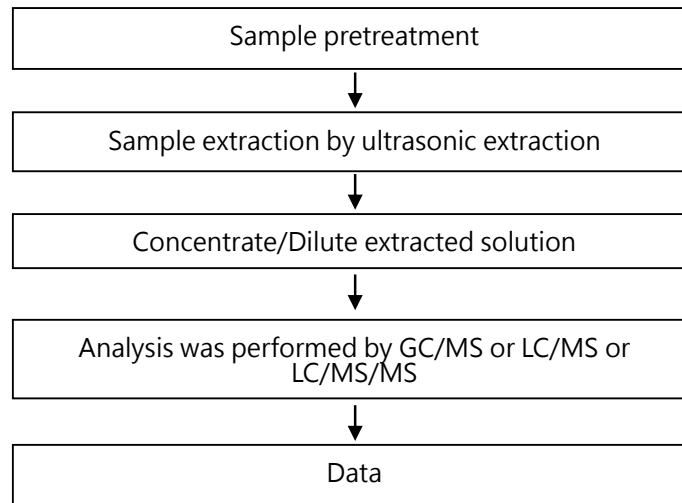 Sample pretreatment
Sample extraction by ultrasonic extraction
Concentrate/Dilute extracted solution
Analysis was performed by GC/MS or LC/MS or
LC/MS/MS
Data